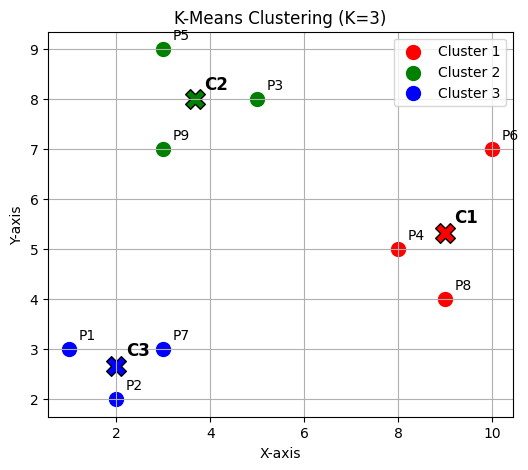 K-Means Clustering (K=3)
Cluster 1
Cluster 2
Cluster 3
P5
C2
P3
P9
P6
C1
P4
P8
P1
C3
P7
P2
9
8
7
6
5
4
3
2
Y-axis
2
4
6
8
10
X-axis